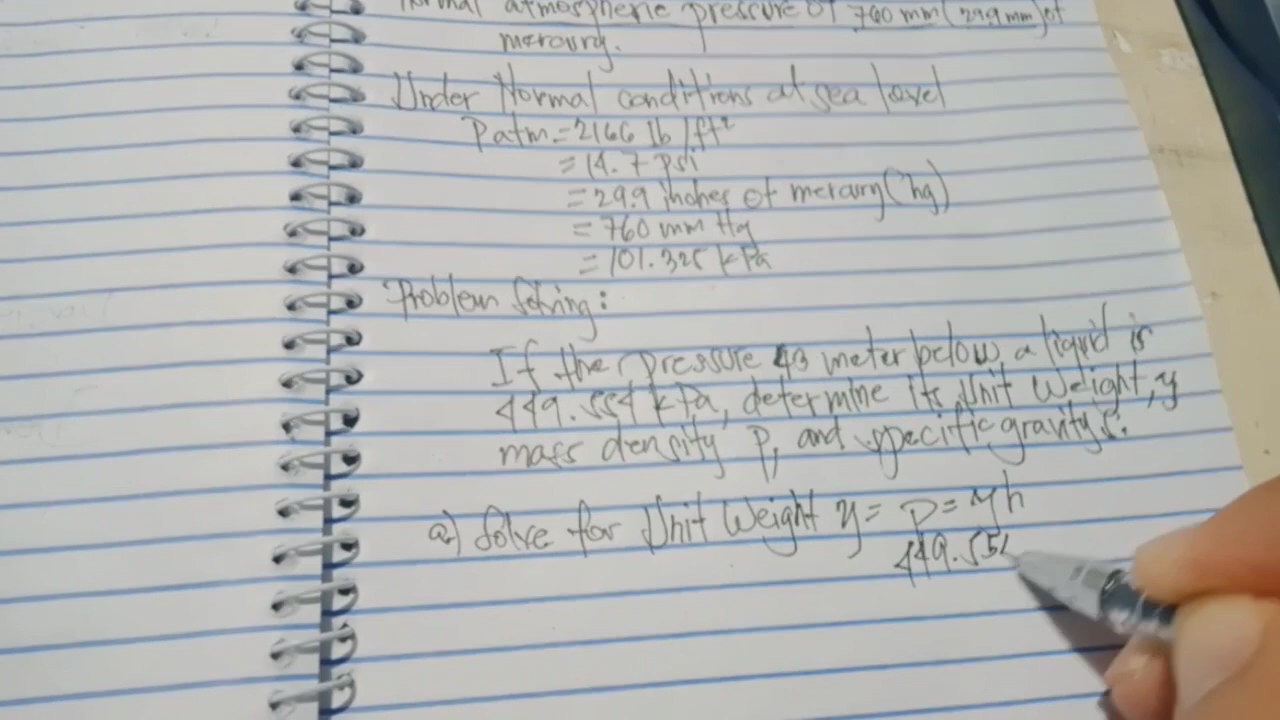 Normal atmospheric pressure of 760 mm (29.9 mm) of
mercury.
Under Normal conditions at sea level
Patm. = 2166 lb/ft²
= 14.7 psi
= 29.9 inches of mercury (hg)
= 760 mm Hg
= 101.325 kPa
Problem Solving:
If the pressure 43 meter below a liquid is
449.554 kPa, determine its Unit Weight, y
mass density p, and specific gravity s.
a.) Solve for Unit Weight y = p = yh
449.554